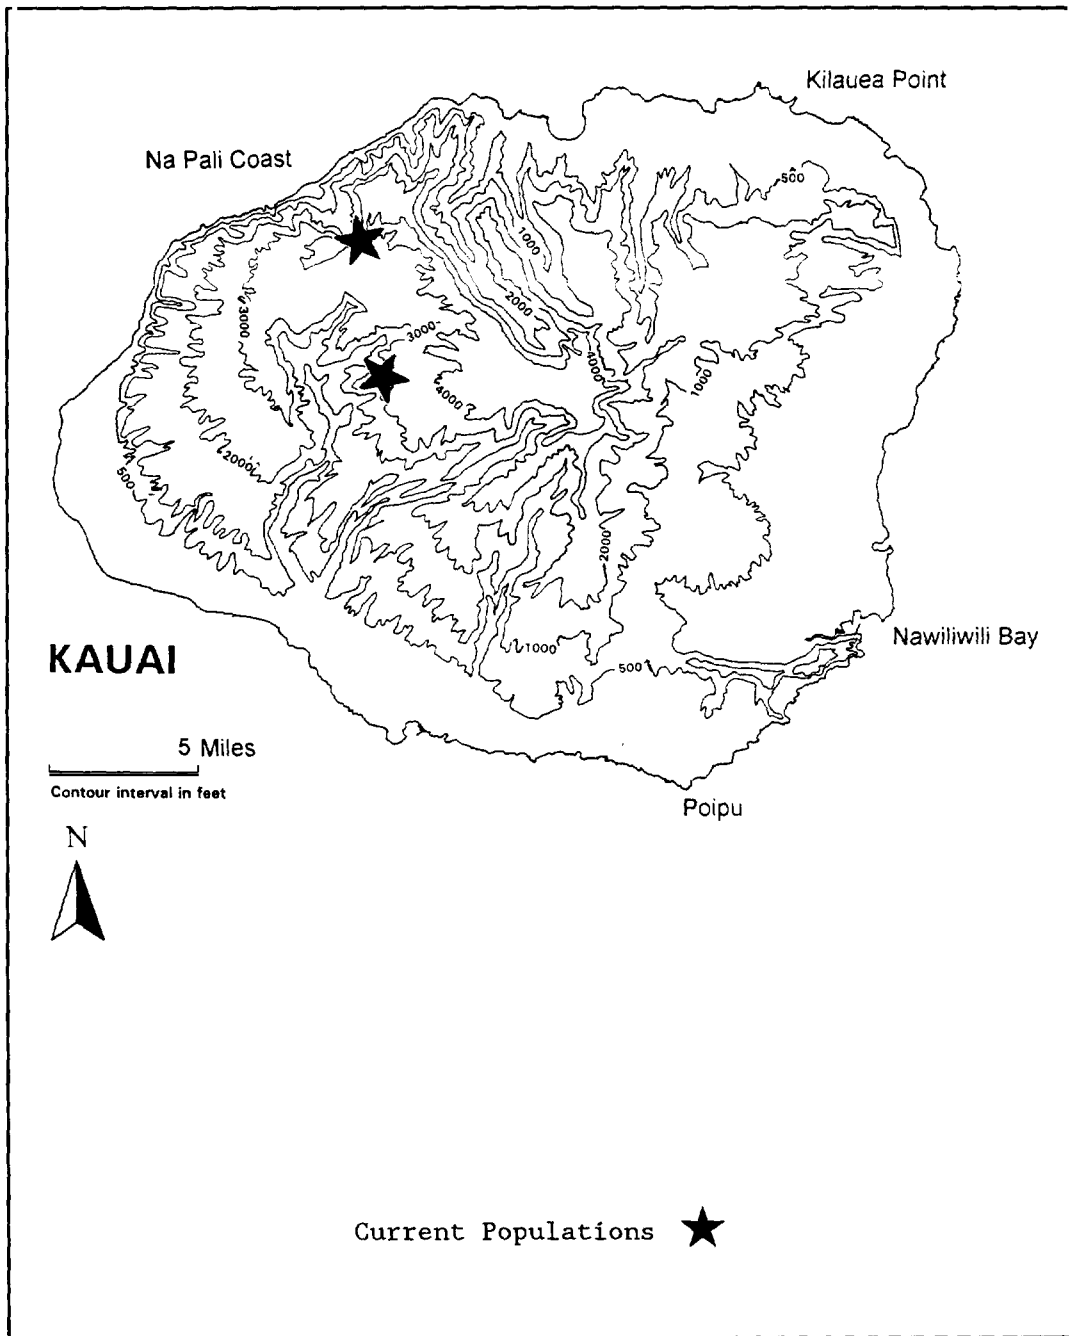 Kilauea Point
Na Pali Coast
500
1000
2000
3000
3000
4000
4000
1000
2000
500
2000
Nawiliwili Bay
KAUAI
1000
500
5 Miles
Contour interval in feet
Poipu
N
Current Populations